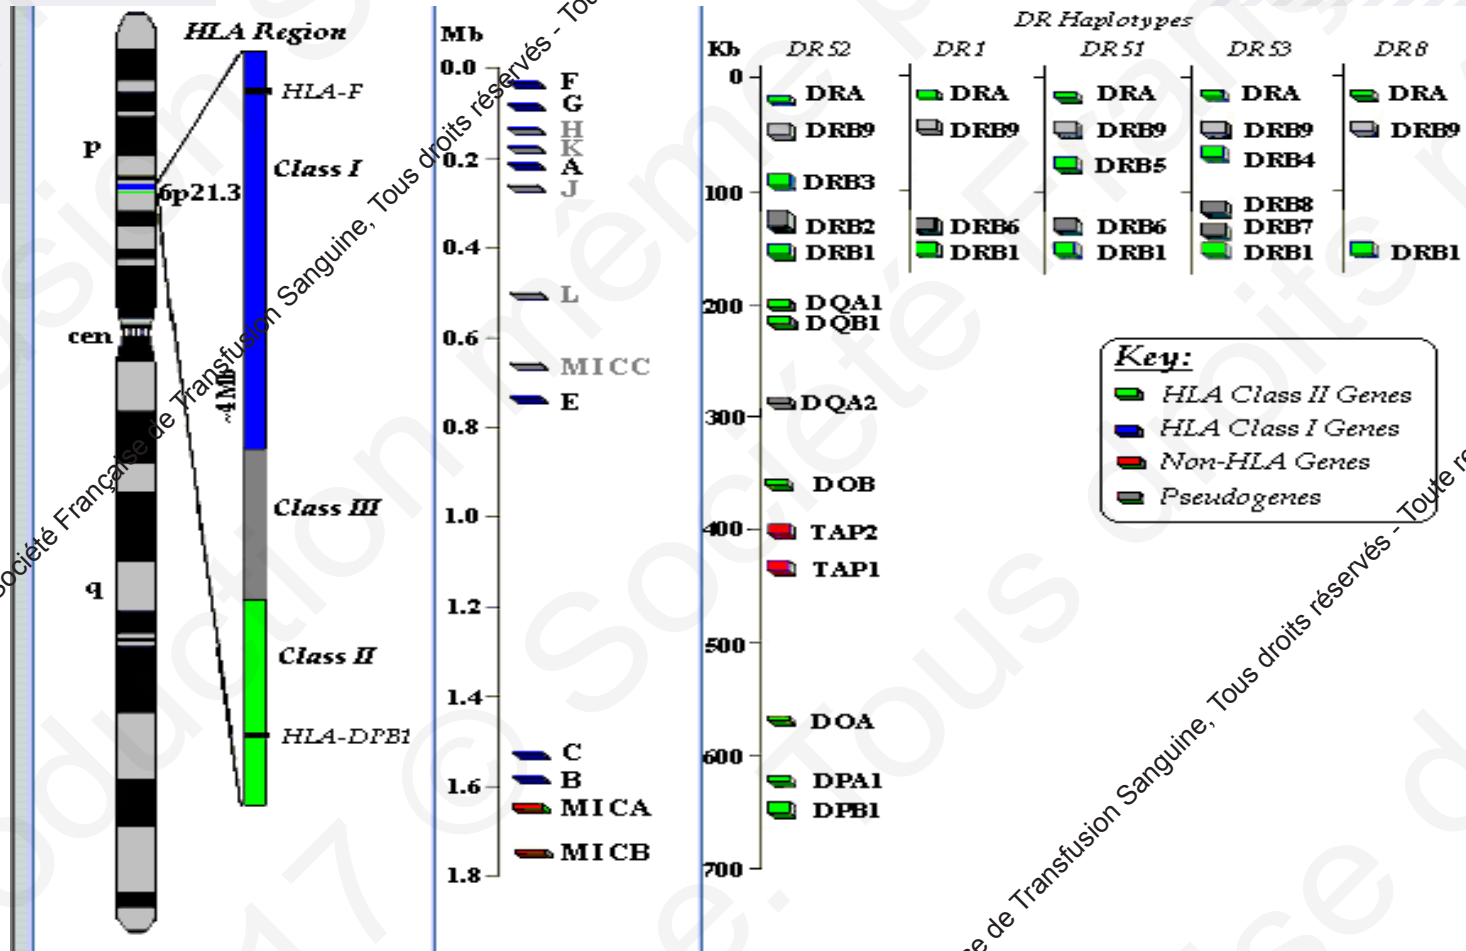 HLA Region
HLA-F
Class I
p
6p21.3
cen
~4Mb
Class III
q
Class II
HLA-DPB1
Mb
0.0
0.2
0.4
0.6
0.8
1.0
1.2
1.4
1.6
1.8
F
G
H
K
A
J
L
MICC
E
C
B
MICA
MICB
DR Haplotypes
Kb DR52 DR1 DR51 DR53 DR8
0
100
200
300
400
500
600
700
DRA
DRB9
DRB3
DRB2
DRB1
DQA1
DQB1
DQA2
DOB
TAP2
TAP1
DOA
DPA1
DPB1
DRA
DRB9
DRB6
DRB1
DRA
DRB9
DRB5
DRB6
DRB1
DRA
DRB9
DRB4
DRB8
DRB7
DRB1
DRA
DRB9
DRB1
Key:
HLA Class II Genes
HLA Class I Genes
Non-HLA Genes
Pseudogenes
Société Française de Transfusion Sanguine, Tous droits réservés - Tou
se de Transfusion Sanguine, Tous droits réservés - Toute re